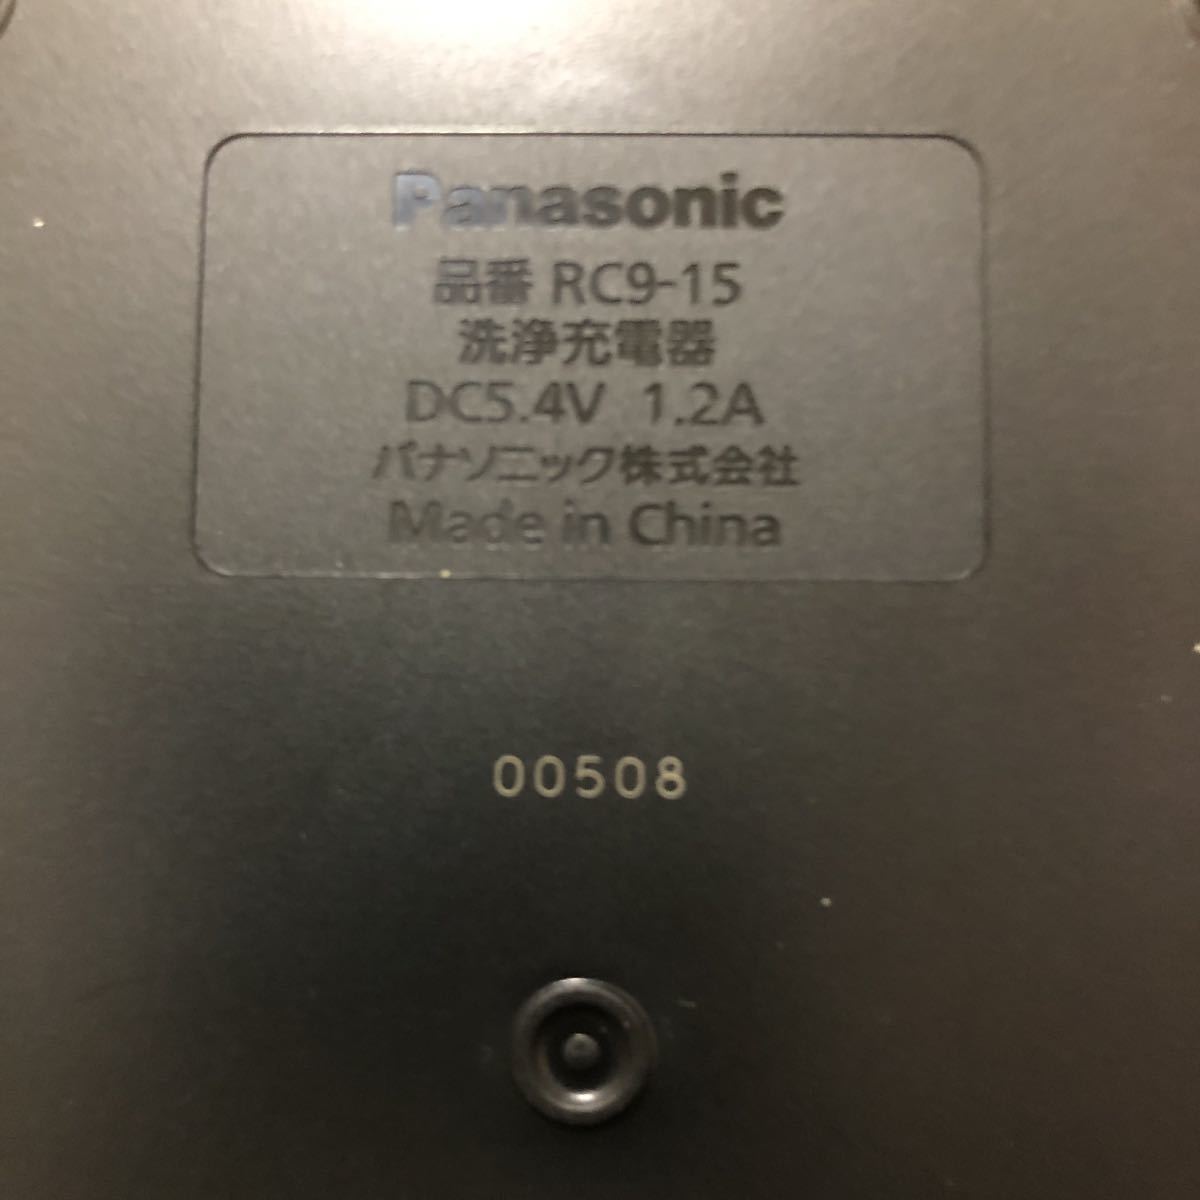 Panasonic
品番 RC9-15
洗浄充電器
DC5.4V 1.2A
パナソニック株式会社
Made in China
00508